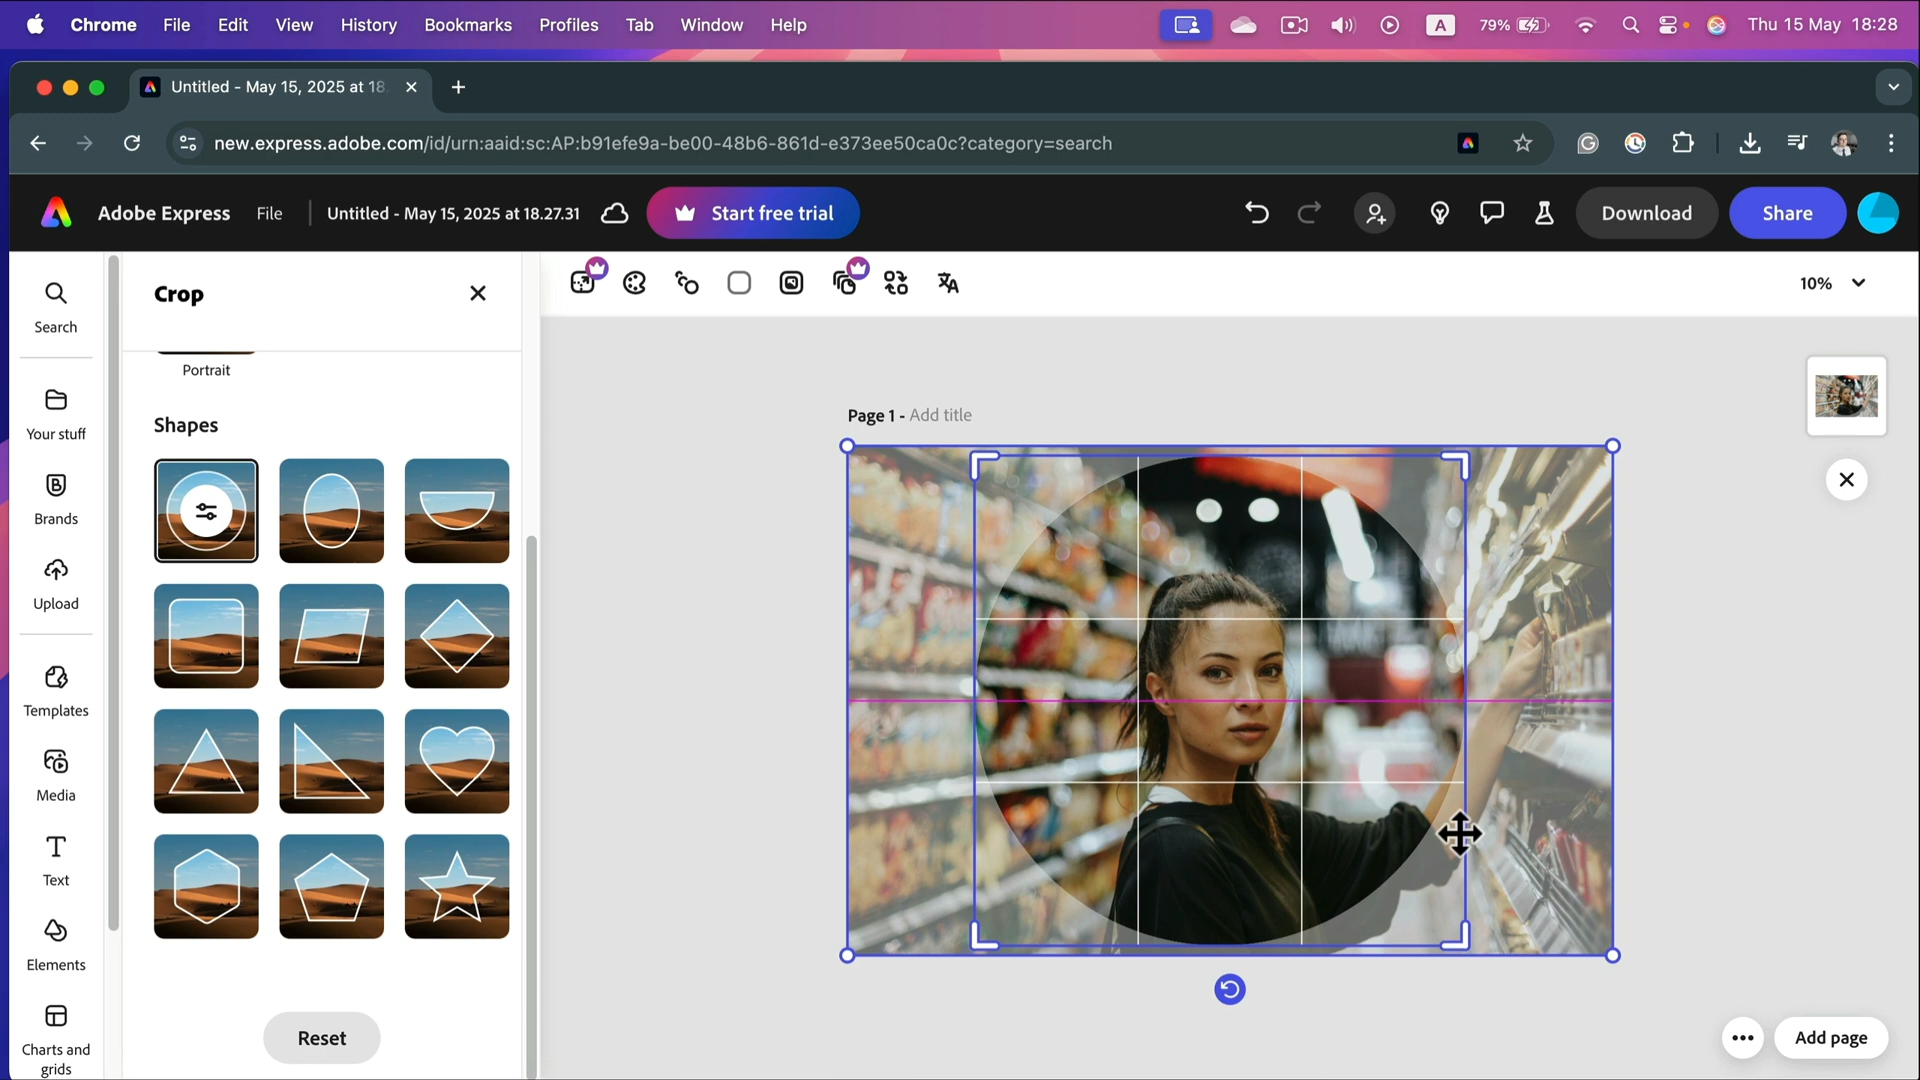 Chrome File Edit View History Bookmarks Profiles Tab Window Help A 79% Thu 15 May 18:28
Untitled - May 15, 2025 at 18
new.express.adobe.com/id/urn:aaid:sc:AP:b91efe9a-be00-48b6-861d-e373ee50ca0c?category=search
Adobe Express File Untitled - May 15, 2025 at 18.27.31 Start free trial Download Share
Search
Your stuff
Brands
Upload
Templates
Media
Text
Elements
Charts and
grids
Crop
Portrait
Shapes
Reset
10%
Page 1 - Add title
Add page